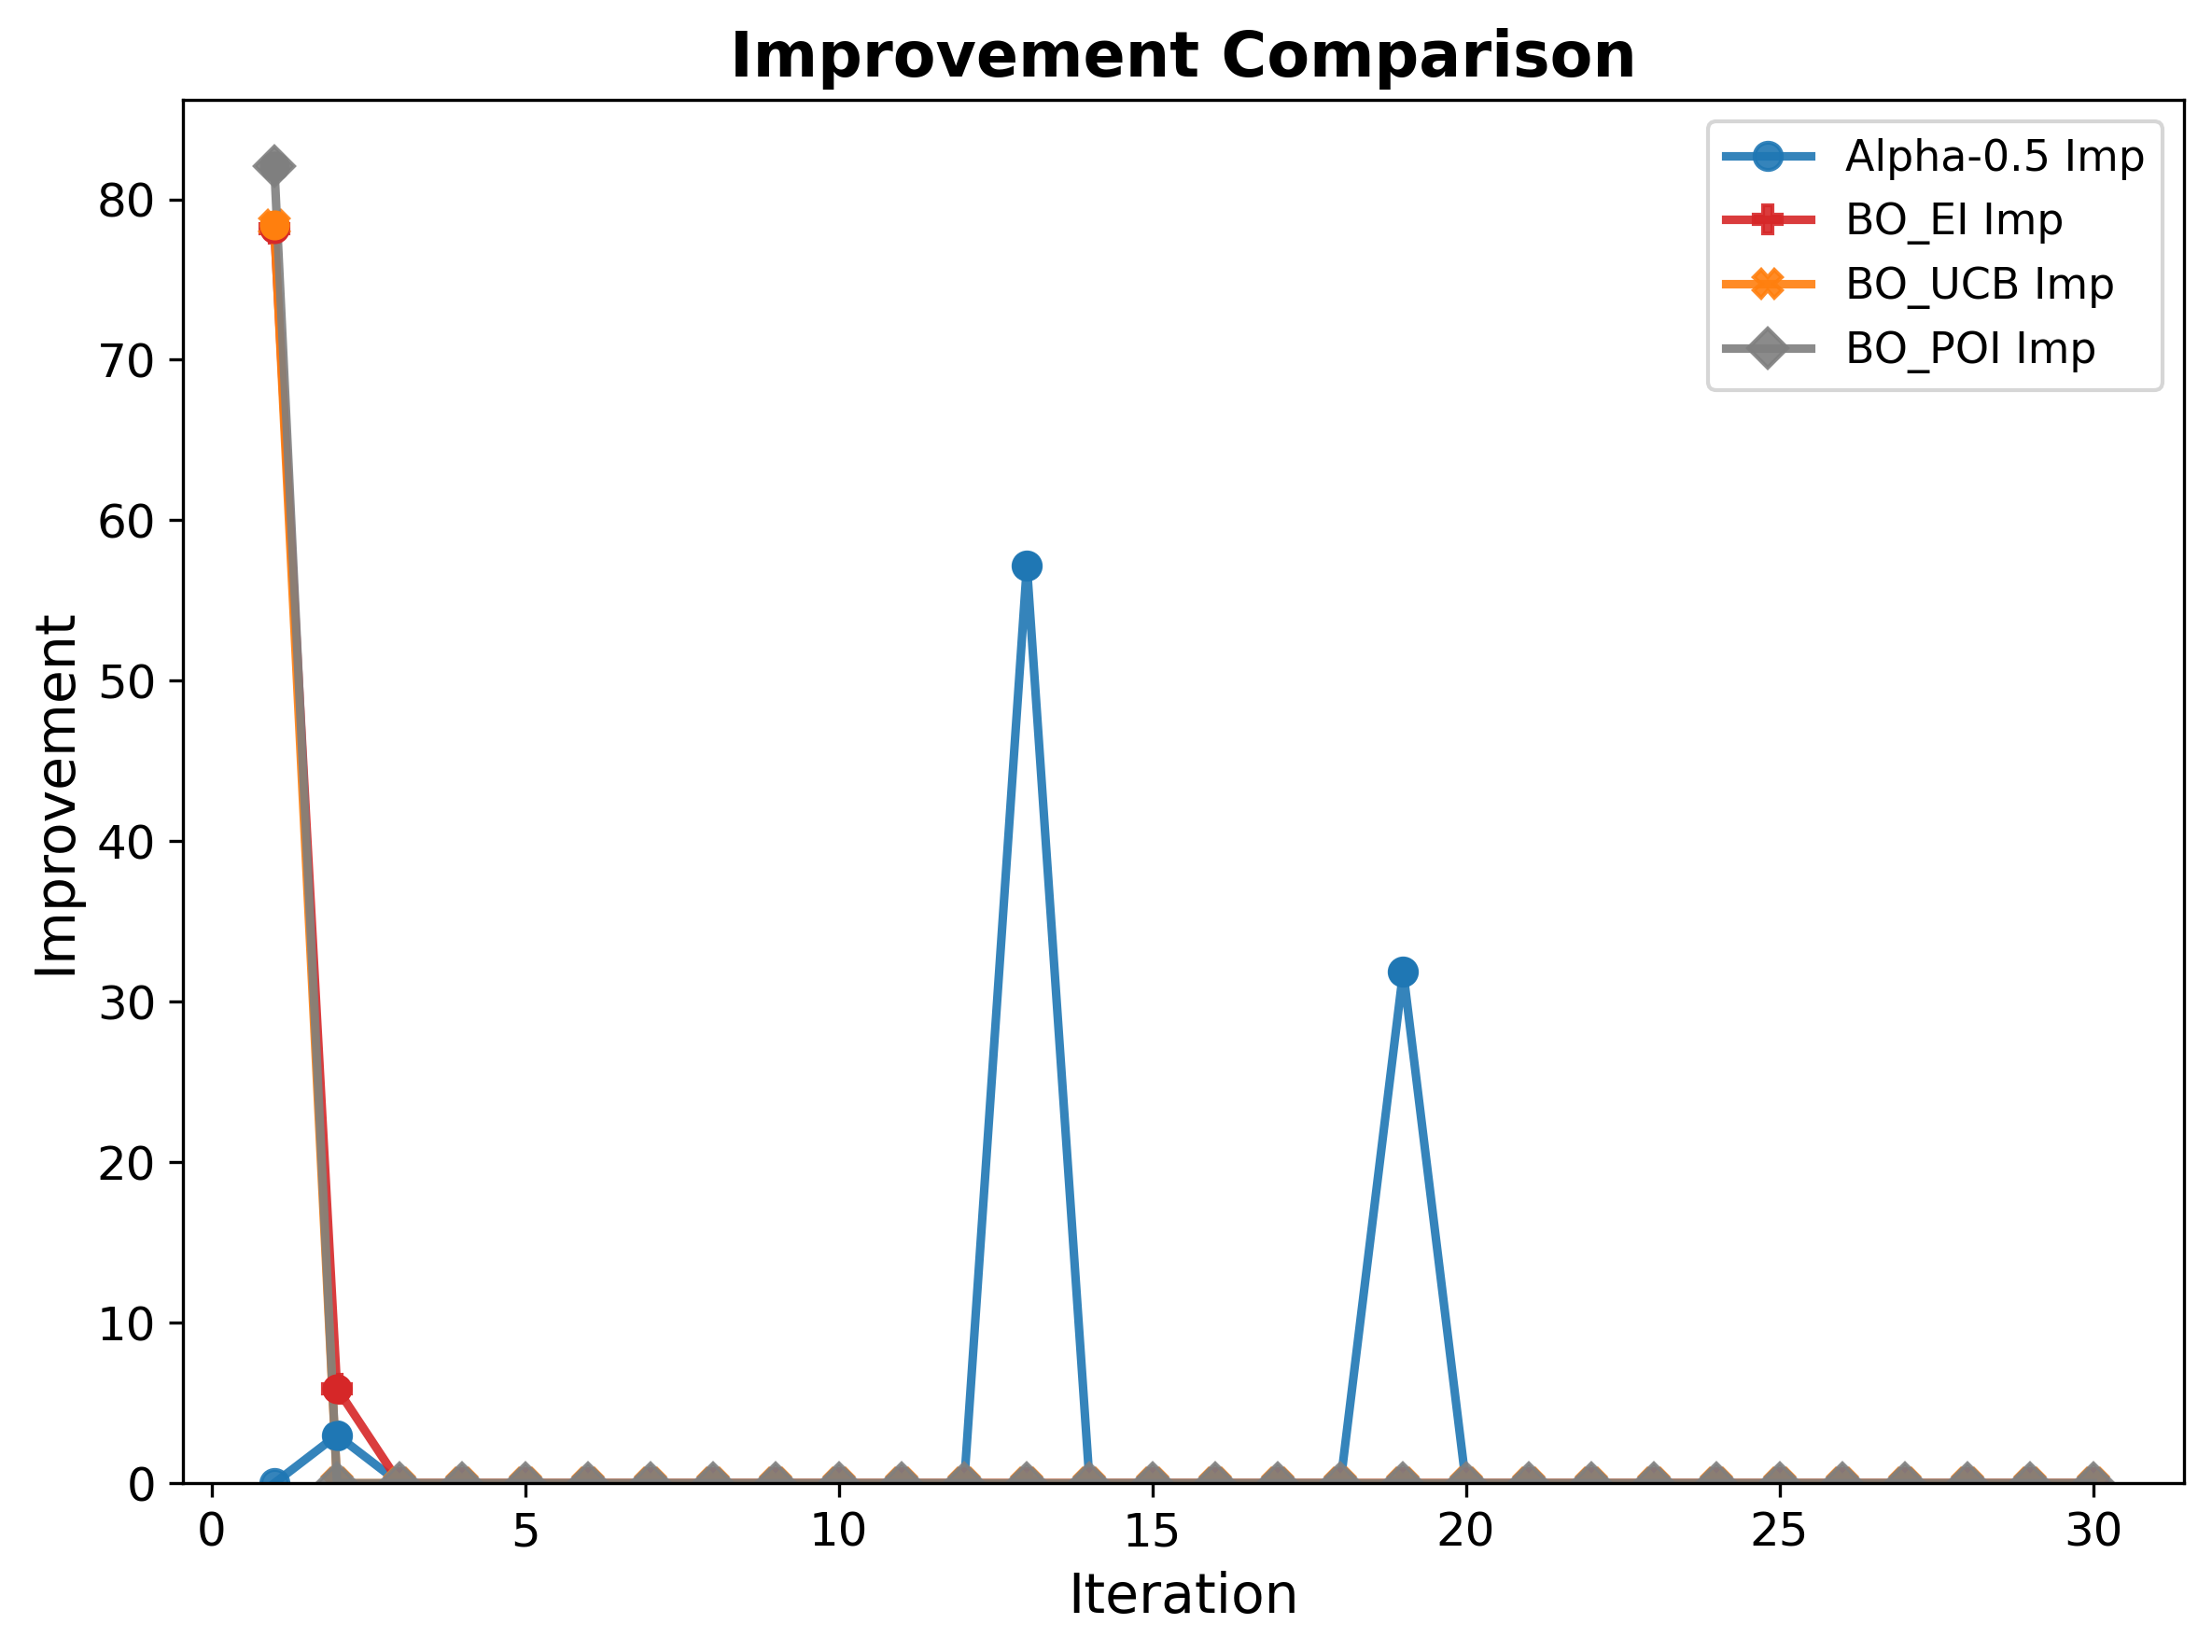 Improvement Comparison
Alpha-0.5 Imp
BO_EI Imp
BO_UCB Imp
BO_POI Imp
Improvement
80
70
60
50
40
30
20
10
0
0 5 10 15 20 25 30
Iteration